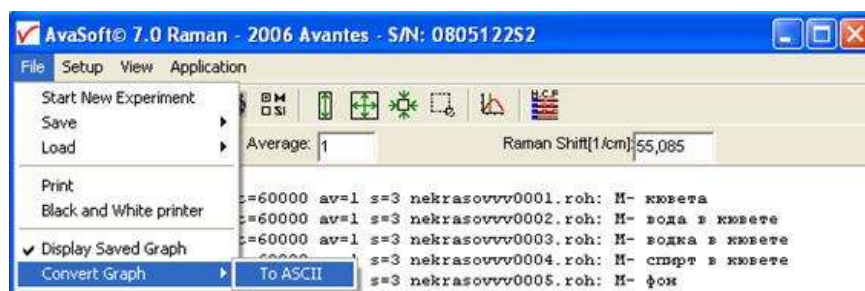 AvaSoft© 7.0 Raman - 2006 Avantes - S/N: 0805122S2
File Setup View Application
Start New Experiment
Save
Load
Print
Black and White printer
Display Saved Graph
Convert Graph
To ASCII
Average: 1
Raman Shift[1/cm]: 55,085
=60000 av=1 s=3 nekrasovvv0001.roh: M- кювета
=60000 av=1 s=3 nekrasovvv0002.roh: M- вода в кювете
=60000 av=1 s=3 nekrasovvv0003.roh: M- водка в кювете
s=3 nekrasovvv0004.roh: M- спирт в кювете
s=3 nekrasovvv0005.roh: M- фон